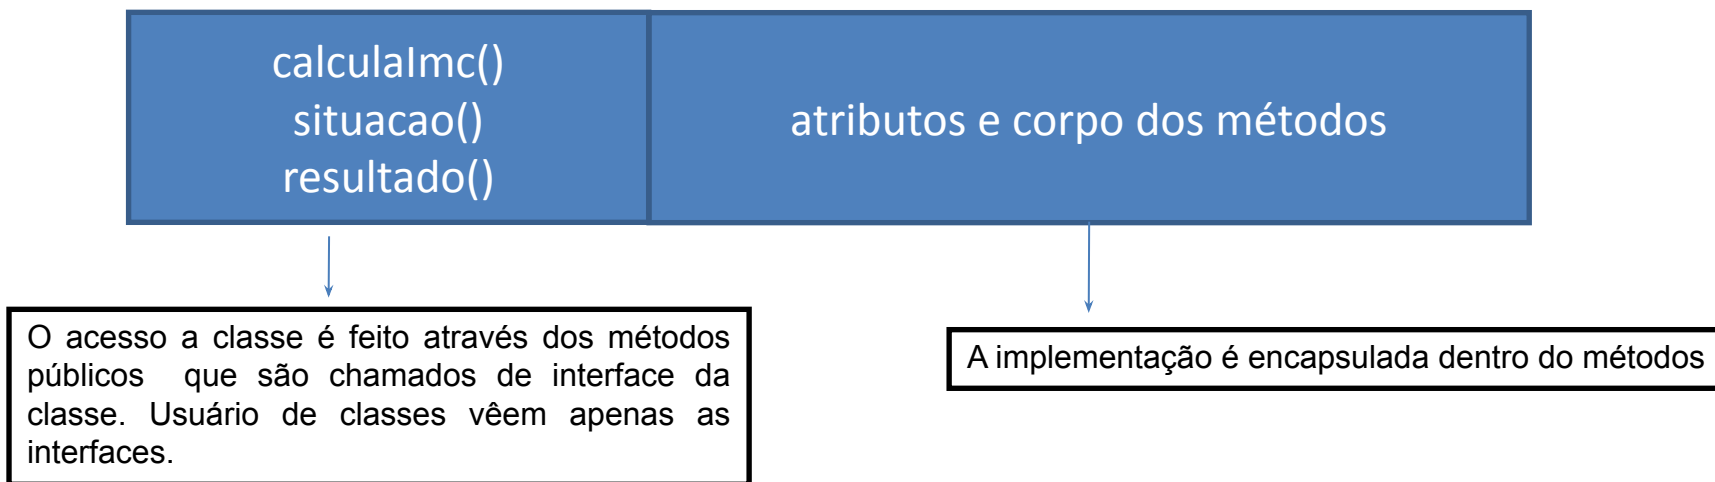 calculaImc()
situacao()
resultado()
atributos e corpo dos métodos
O acesso a classe é feito através dos métodos
públicos que são chamados de interface da
classe. Usuário de classes vêem apenas as
interfaces.
A implementação é encapsulada dentro do métodos